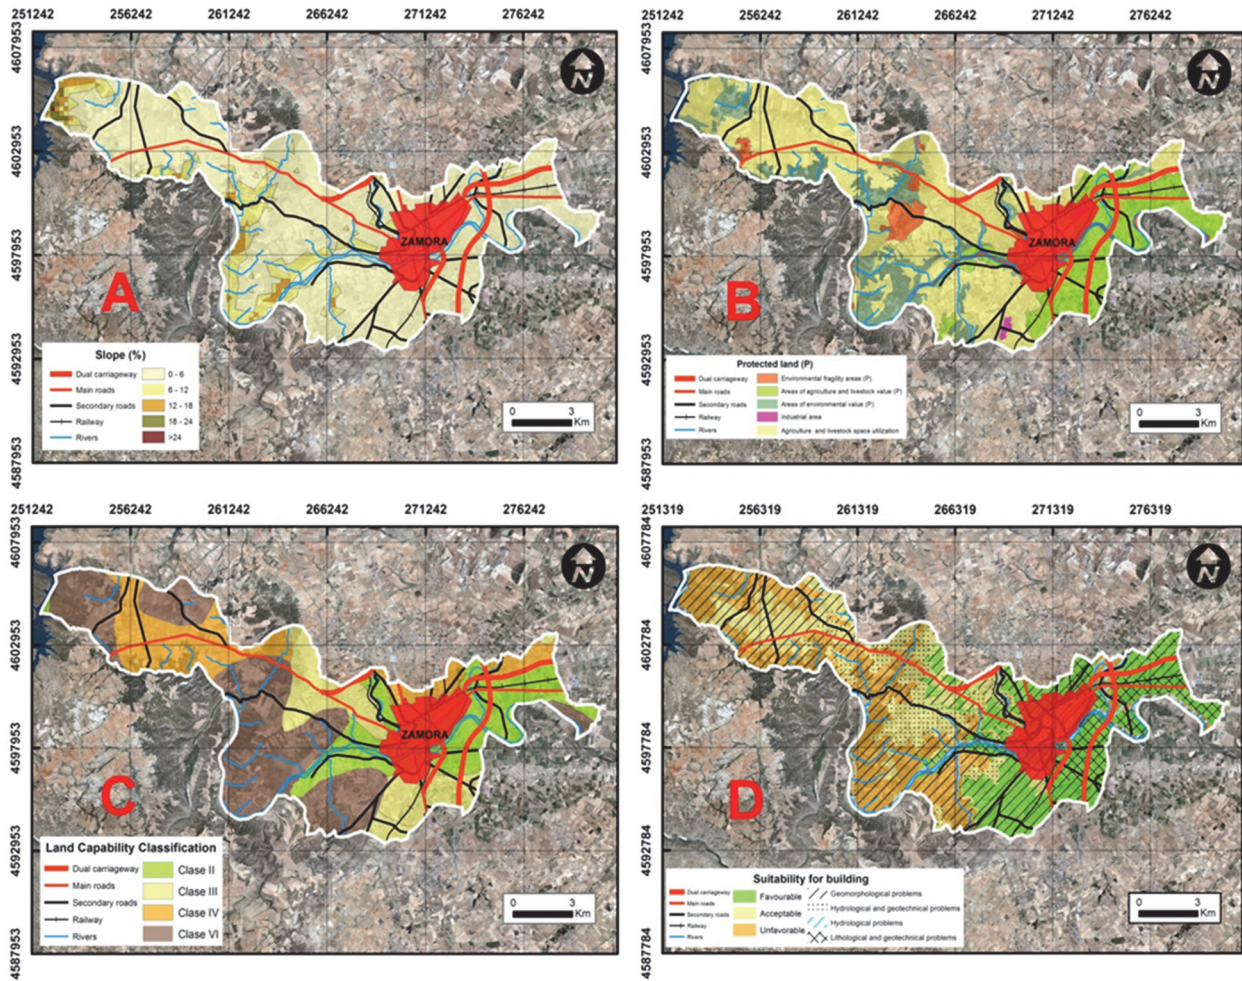 251242 256242 261242 266242 271242 276242
4607953
4602953
4597953
4592953
4587953
N
ZAMORA
A
Slope (%)
Dual carriageway 0 - 6
Main roads 6 - 12
Secondary roads 12 - 18
Railway 18 - 24
Rivers >24
0 3
Km
251242 256242 261242 266242 271242 276242
4607953
4602953
4597953
4592953
4587953
N
ZAMORA
B
Protected land (P)
Dual carriageway Environmental fragility areas (P)
Main roads Areas of agriculture and livestock value (P)
Secondary roads Areas of environmental value (P)
Railway Industrial area
Rivers Agriculture and livestock space utilization
0 3
Km
251242 256242 261242 266242 271242 276242
4607953
4602953
4597953
4592953
4587953
N
ZAMORA
C
Land Capability Classification
Dual carriageway Clase II
Main roads Clase III
Secondary roads
Railway Clase IV
Rivers Clase VI
0 3
Km
251319 256319 261319 266319 271319 276319
4607784
4602784
4597784
4592784
4587784
N
ZAMORA
D
Suitability for building
Dual carriageway Favourable Geomorphological problems
Main roads Hydrological and geotechnical problems
Secondary roads Acceptable
Railway Hydrological problems
Rivers Unfavorable Lithological and geotechnical problems
0 3
Km